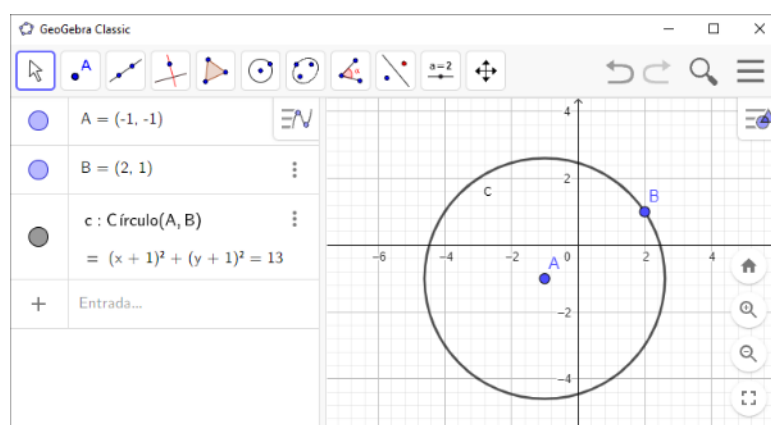 GeoGebra Classic
A
a=2
A = (-1, -1)
B = (2, 1)
c : Círculo(A, B)
= (x + 1)² + (y + 1)² = 13
Entrada...
4
2
c
B
−6 −4 −2 0 2 4
A
−2
−4